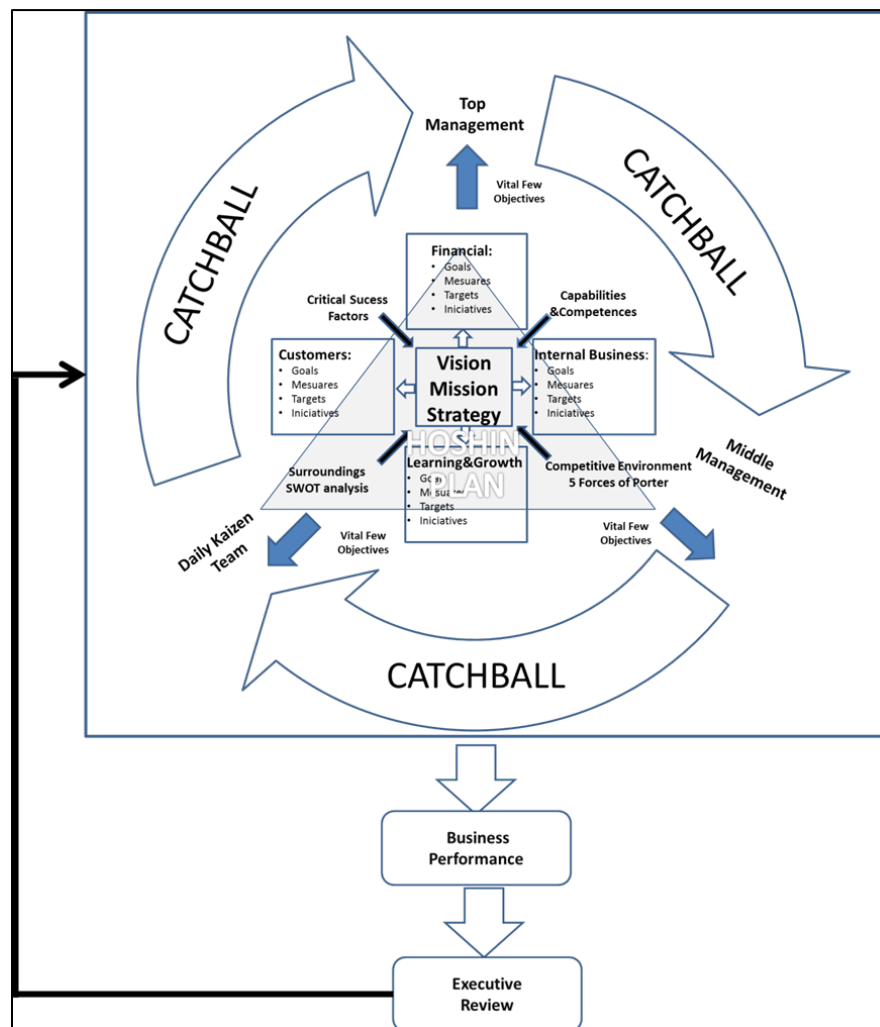 Top
Management
CATCHBALL
CATCHBALL
Vital Few
Objectives
Financial:
• Goals
• Mesuares
• Targets
• Iniciatives
Critical Sucess
Factors
Capabilities
&Competences
Customers:
• Goals
• Mesuares
• Targets
• Iniciatives
Vision
Mission
Strategy
Internal Business:
• Goals
• Mesuares
• Targets
• Iniciatives
HOSHIN
PLAN
Surroundings
SWOT analysis
Learning&Growth
• Goals
• Mesuares
• Targets
• Iniciatives
Competitive Environment
5 Forces of Porter
Middle
Management
Daily Kaizen
Team
Vital Few
Objectives
Vital Few
Objectives
CATCHBALL
Business
Performance
Executive
Review